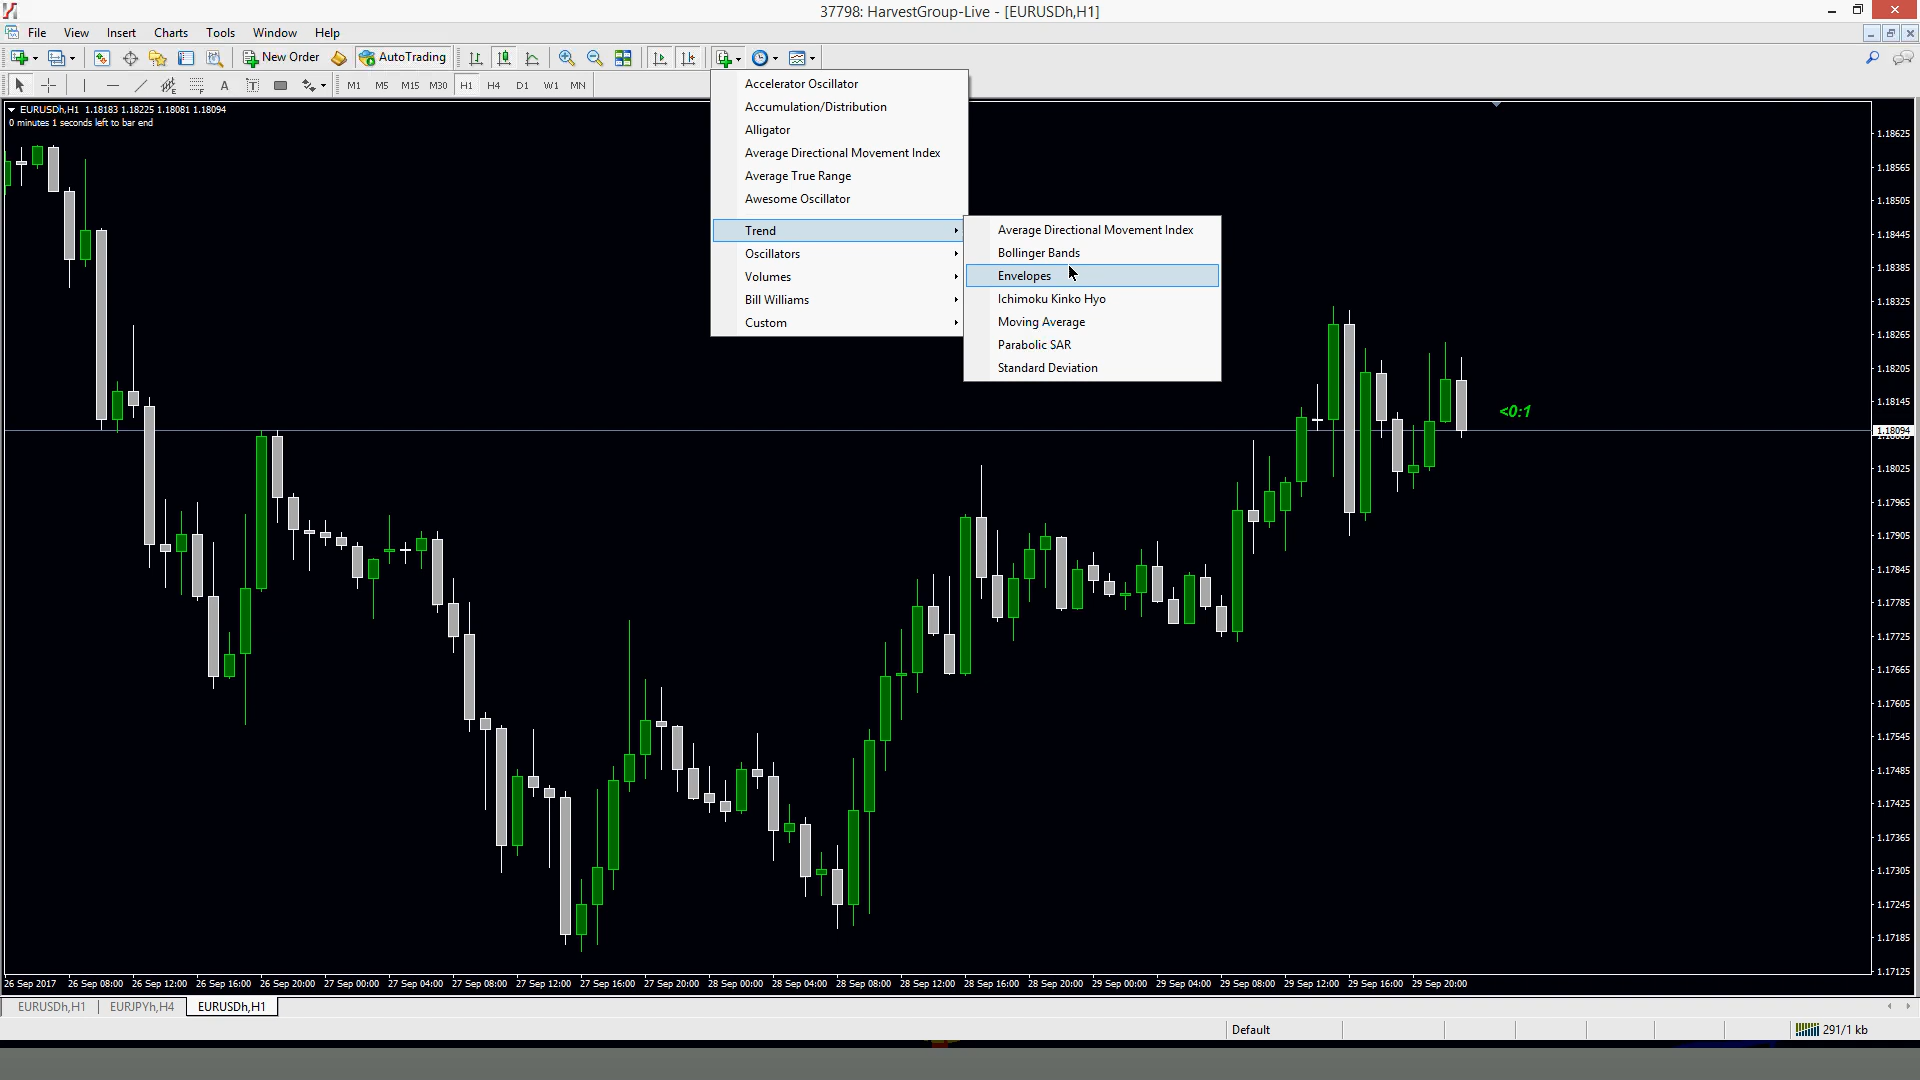 37798: HarvestGroup-Live - [EURUSDh,H1]
File View Insert Charts Tools Window Help
New Order AutoTrading
A T M1 M5 M15 M30 H1 H4 D1 W1 MN
EURUSDh,H1 1.18183 1.18225 1.18081 1.18094
0 minutes 1 seconds left to bar end
Accelerator Oscillator
Accumulation/Distribution
Alligator
Average Directional Movement Index
Average True Range
Awesome Oscillator
Trend
Oscillators
Volumes
Bill Williams
Custom
Average Directional Movement Index
Bollinger Bands
Envelopes
Ichimoku Kinko Hyo
Moving Average
Parabolic SAR
Standard Deviation
<0:1
1.18625
1.18565
1.18505
1.18445
1.18385
1.18325
1.18265
1.18205
1.18145
1.18094
1.18025
1.17965
1.17905
1.17845
1.17785
1.17725
1.17665
1.17605
1.17545
1.17485
1.17425
1.17365
1.17305
1.17245
1.17185
1.17125
26 Sep 2017 26 Sep 08:00 26 Sep 12:00 26 Sep 16:00 26 Sep 20:00 27 Sep 00:00 27 Sep 04:00 27 Sep 08:00 27 Sep 12:00 27 Sep 16:00 27 Sep 20:00 28 Sep 00:00 28 Sep 04:00 28 Sep 08:00 28 Sep 12:00 28 Sep 16:00 28 Sep 20:00 29 Sep 00:00 29 Sep 04:00 29 Sep 08:00 29 Sep 12:00 29 Sep 16:00 29 Sep 20:00
EURUSDh,H1 EURJPYh,H4 EURUSDh,H1
Default 291/1 kb